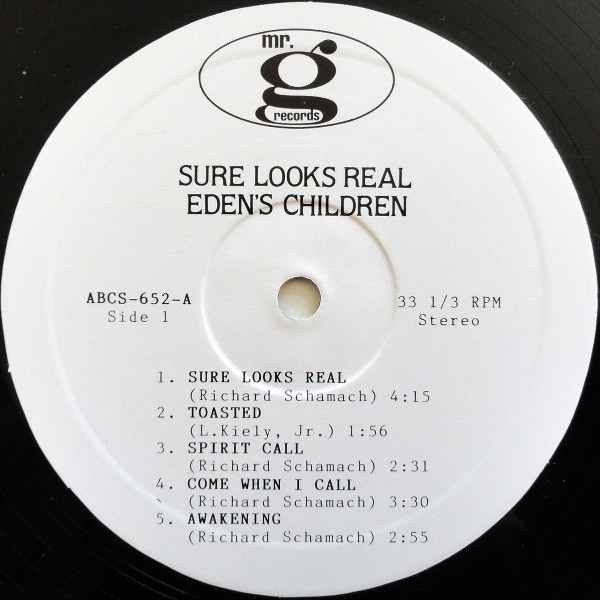 mr.
g
records
SURE LOOKS REAL
EDEN'S CHILDREN
ABCS-652-A
Side 1
33 1/3 RPM
Stereo
1. SURE LOOKS REAL
(Richard Schamach) 4:15
2. TOASTED
(L.Kiely, Jr.) 1:56
3. SPIRIT CALL
(Richard Schamach) 2:31
4. COME WHEN I CALL
(Richard Schamach) 3:30
5. AWAKENING
(Richard Schamach) 2:55